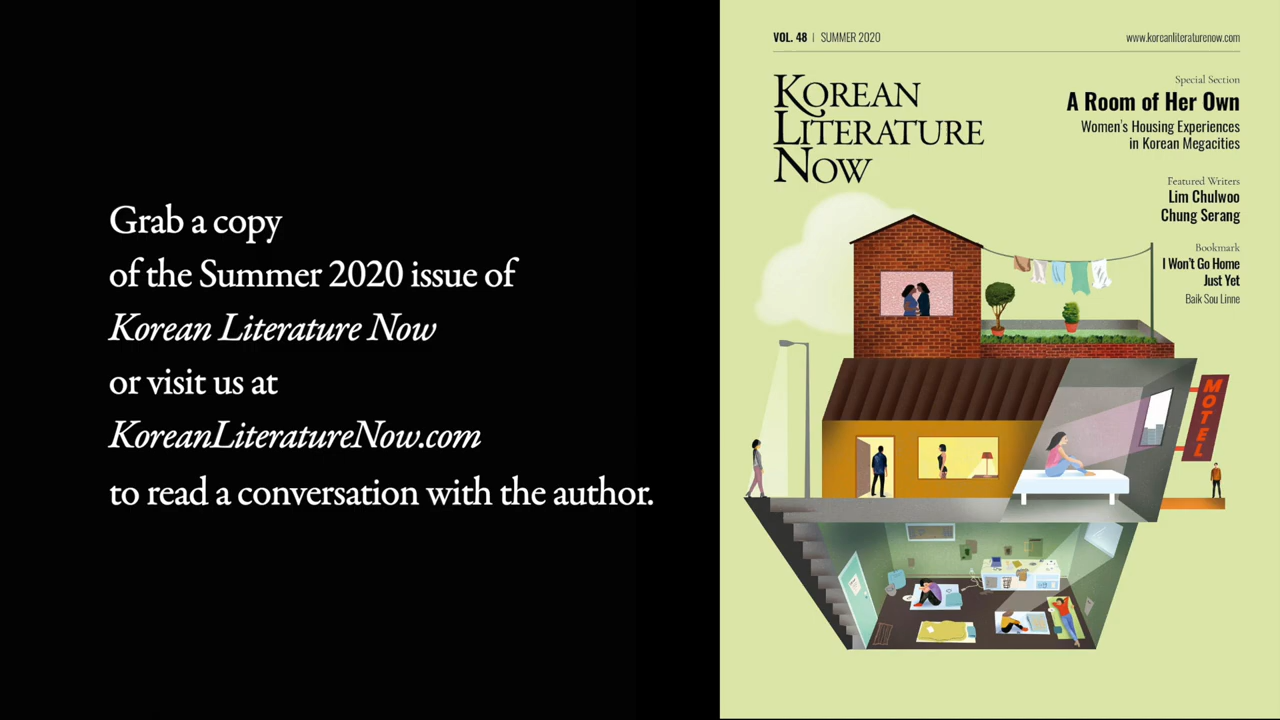 Grab a copy
of the Summer 2020 issue of
Korean Literature Now
or visit us at
KoreanLiteratureNow.com
to read a conversation with the author.
VOL. 48 | SUMMER 2020
www.koreanliteraturenow.com
KOREAN
LITERATURE
NOW
Special Section
A Room of Her Own
Women's Housing Experiences
in Korean Megacities
Featured Writers
Lim Chulwoo
Chung Serang
Bookmark
I Won't Go Home
Just Yet
Baik Sou Linne
MOTEL